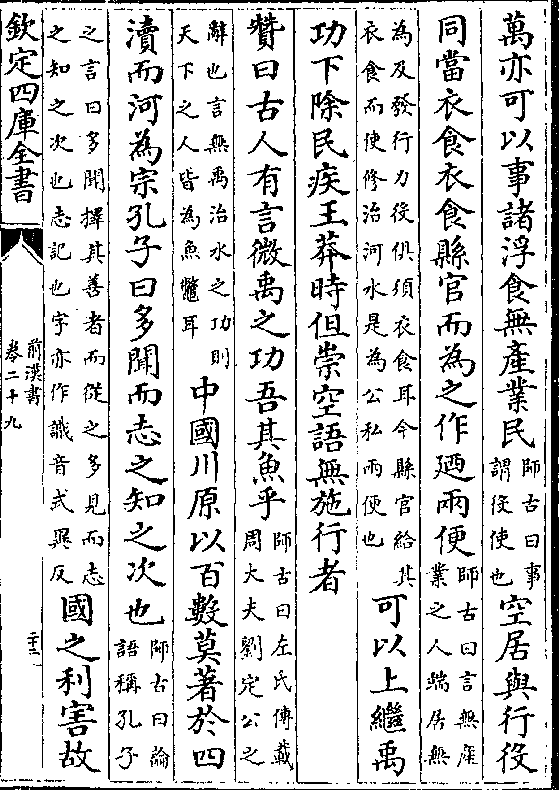 萬亦可以事諸浮食無產業民師古曰事謂役使也空居與行役
同當衣食衣食縣官而為之作廼兩便師古曰言無產業之人端居無
為及發行力役俱須衣食耳今縣官給其衣食而使修治河水是為公私兩便也可以上繼禹
功下除民疾王莽時但崇空語無施行者
贊曰古人有言微禹之功吾其魚乎師古曰左氏傳載周大夫劉定公之
辭也言無禹治水之功則天下之人皆為魚鼈耳中國川原以百數莫著於四
瀆而河為宗孔子曰多聞而志之知之次也師古曰論語稱孔子
之言曰多聞擇其善者而從之多見而志之知之次也志記也字亦作識音式異反國之利害故
欽定四庫全書
前漢書
卷二十九
二十三